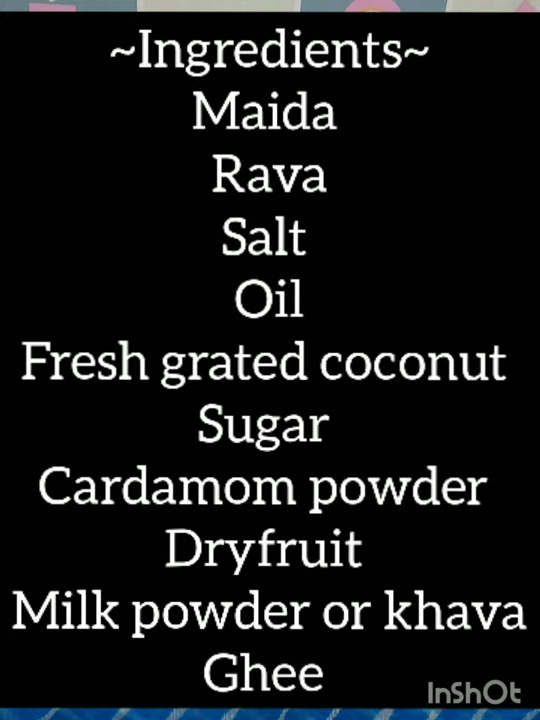 ~Ingredients~
Maida
Rava
Salt
Oil
Fresh grated coconut
Sugar
Cardamom powder
Dryfruit
Milk powder or khava
Ghee
InShOt